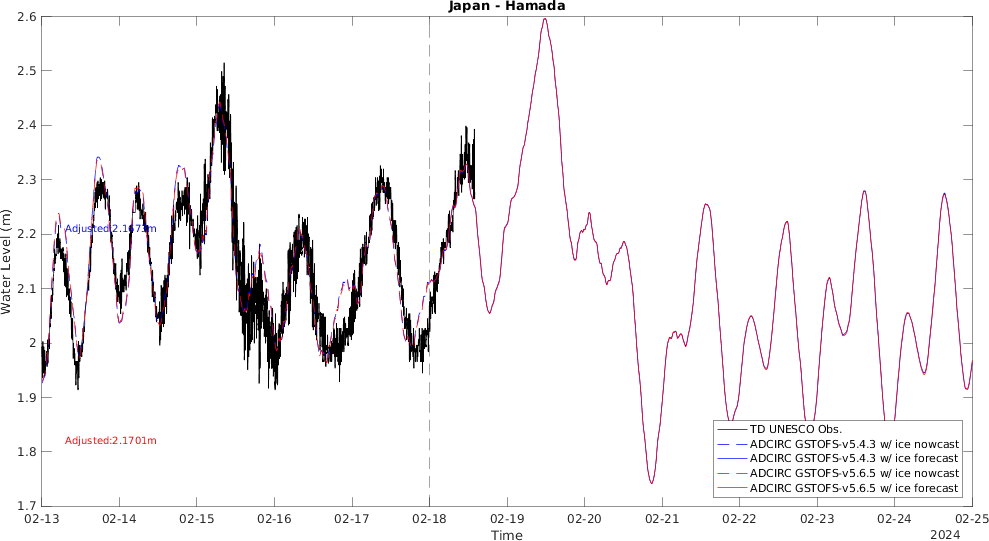 Japan - Hamada
2.6
2.5
2.4
2.3
2.2
2.1
2
1.9
1.8
1.7
Water Level (m)
Adjusted:2.1673m
Adjusted:2.1701m
TD UNESCO Obs.
ADCIRC GSTOFS-v5.4.3 w/ ice nowcast
ADCIRC GSTOFS-v5.4.3 w/ ice forecast
ADCIRC GSTOFS-v5.6.5 w/ ice nowcast
ADCIRC GSTOFS-v5.6.5 w/ ice forecast
02-13 02-14 02-15 02-16 02-17 02-18 02-19 02-20 02-21 02-22 02-23 02-24 02-25
Time
2024